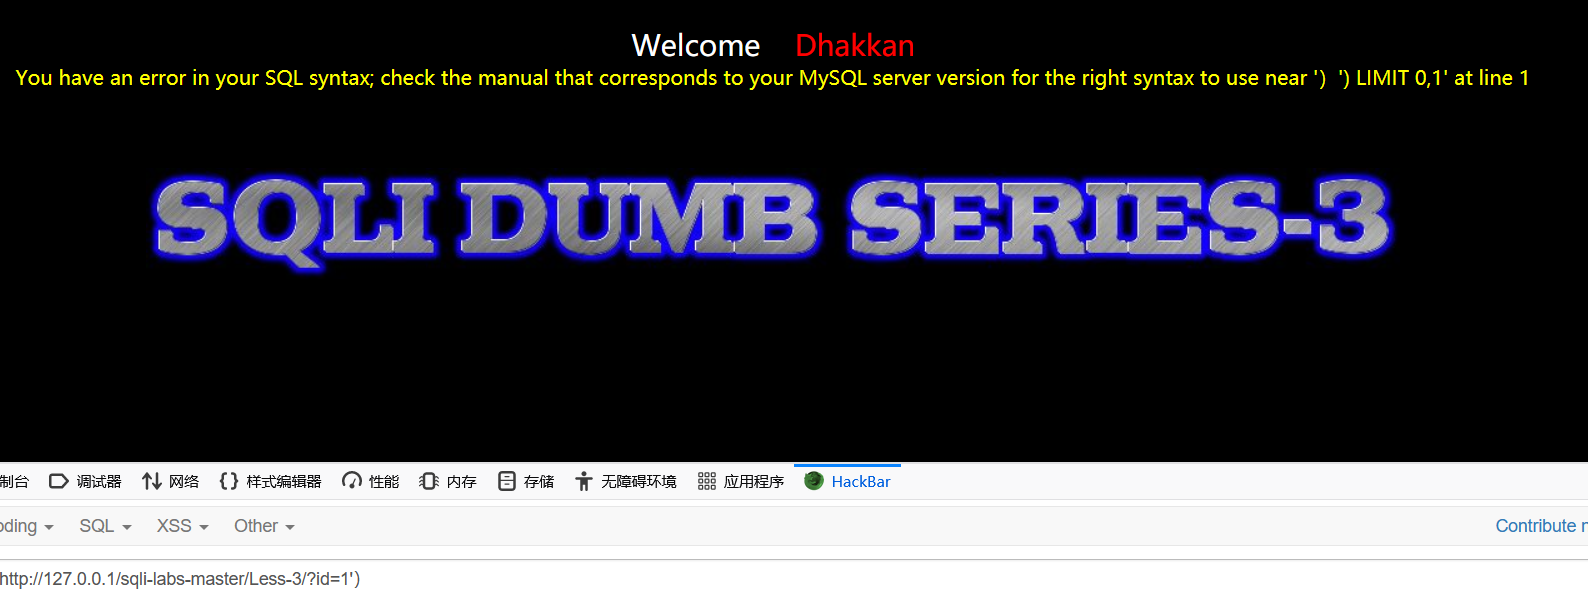 Welcome Dhakkan
You have an error in your SQL syntax; check the manual that corresponds to your MySQL server version for the right syntax to use near '）') LIMIT 0,1' at line 1
SQLI DUMB SERIES-3
制台 调试器 网络 样式编辑器 性能 内存 存储 无障碍环境 应用程序 HackBar
oding SQL XSS Other Contribute n
http://127.0.0.1/sqli-labs-master/Less-3/?id=1'）